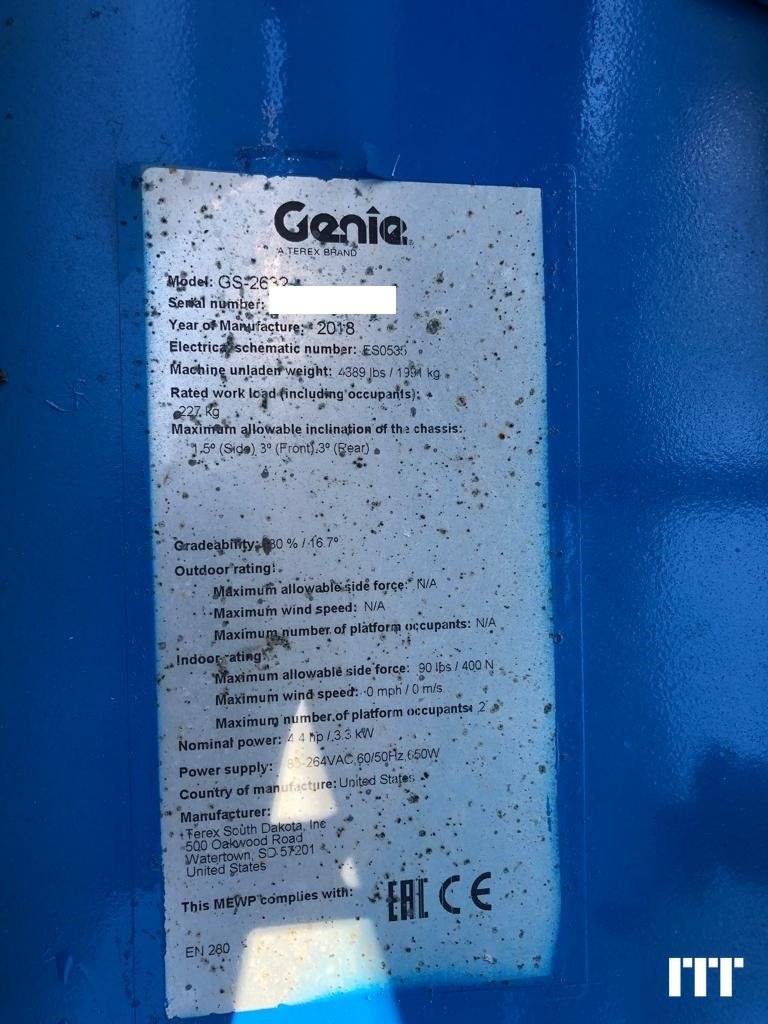 Genie
A TEREX BRAND
Model: GS-2632
Serial number:
Year of Manufacture: 2018
Electrical schematic number: ES0535
Machine unladen weight: 4389 lbs / 1991 kg
Rated work load (including occupants):
227 kg
Maximum allowable inclination of the chassis:
1.5° (Side) 3° (Front) 3° (Rear)
Gradeability: 30 % / 16.7°
Outdoor rating:
Maximum allowable side force: N/A
Maximum wind speed: N/A
Maximum number of platform occupants: N/A
Indoor rating:
Maximum allowable side force: 90 lbs / 400 N
Maximum wind speed: 0 mph / 0 m/s
Maximum number of platform occupants: 2
Nominal power: 4.4 hp / 3.3 kW
Power supply: -264VAC,60/50Hz,650W
Country of manufacture: United States
Manufacturer:
Terex South Dakota, Inc
500 Oakwood Road
Watertown, SD 57201
United States
This MEWP complies with: EAC CE
EN 280
ITT